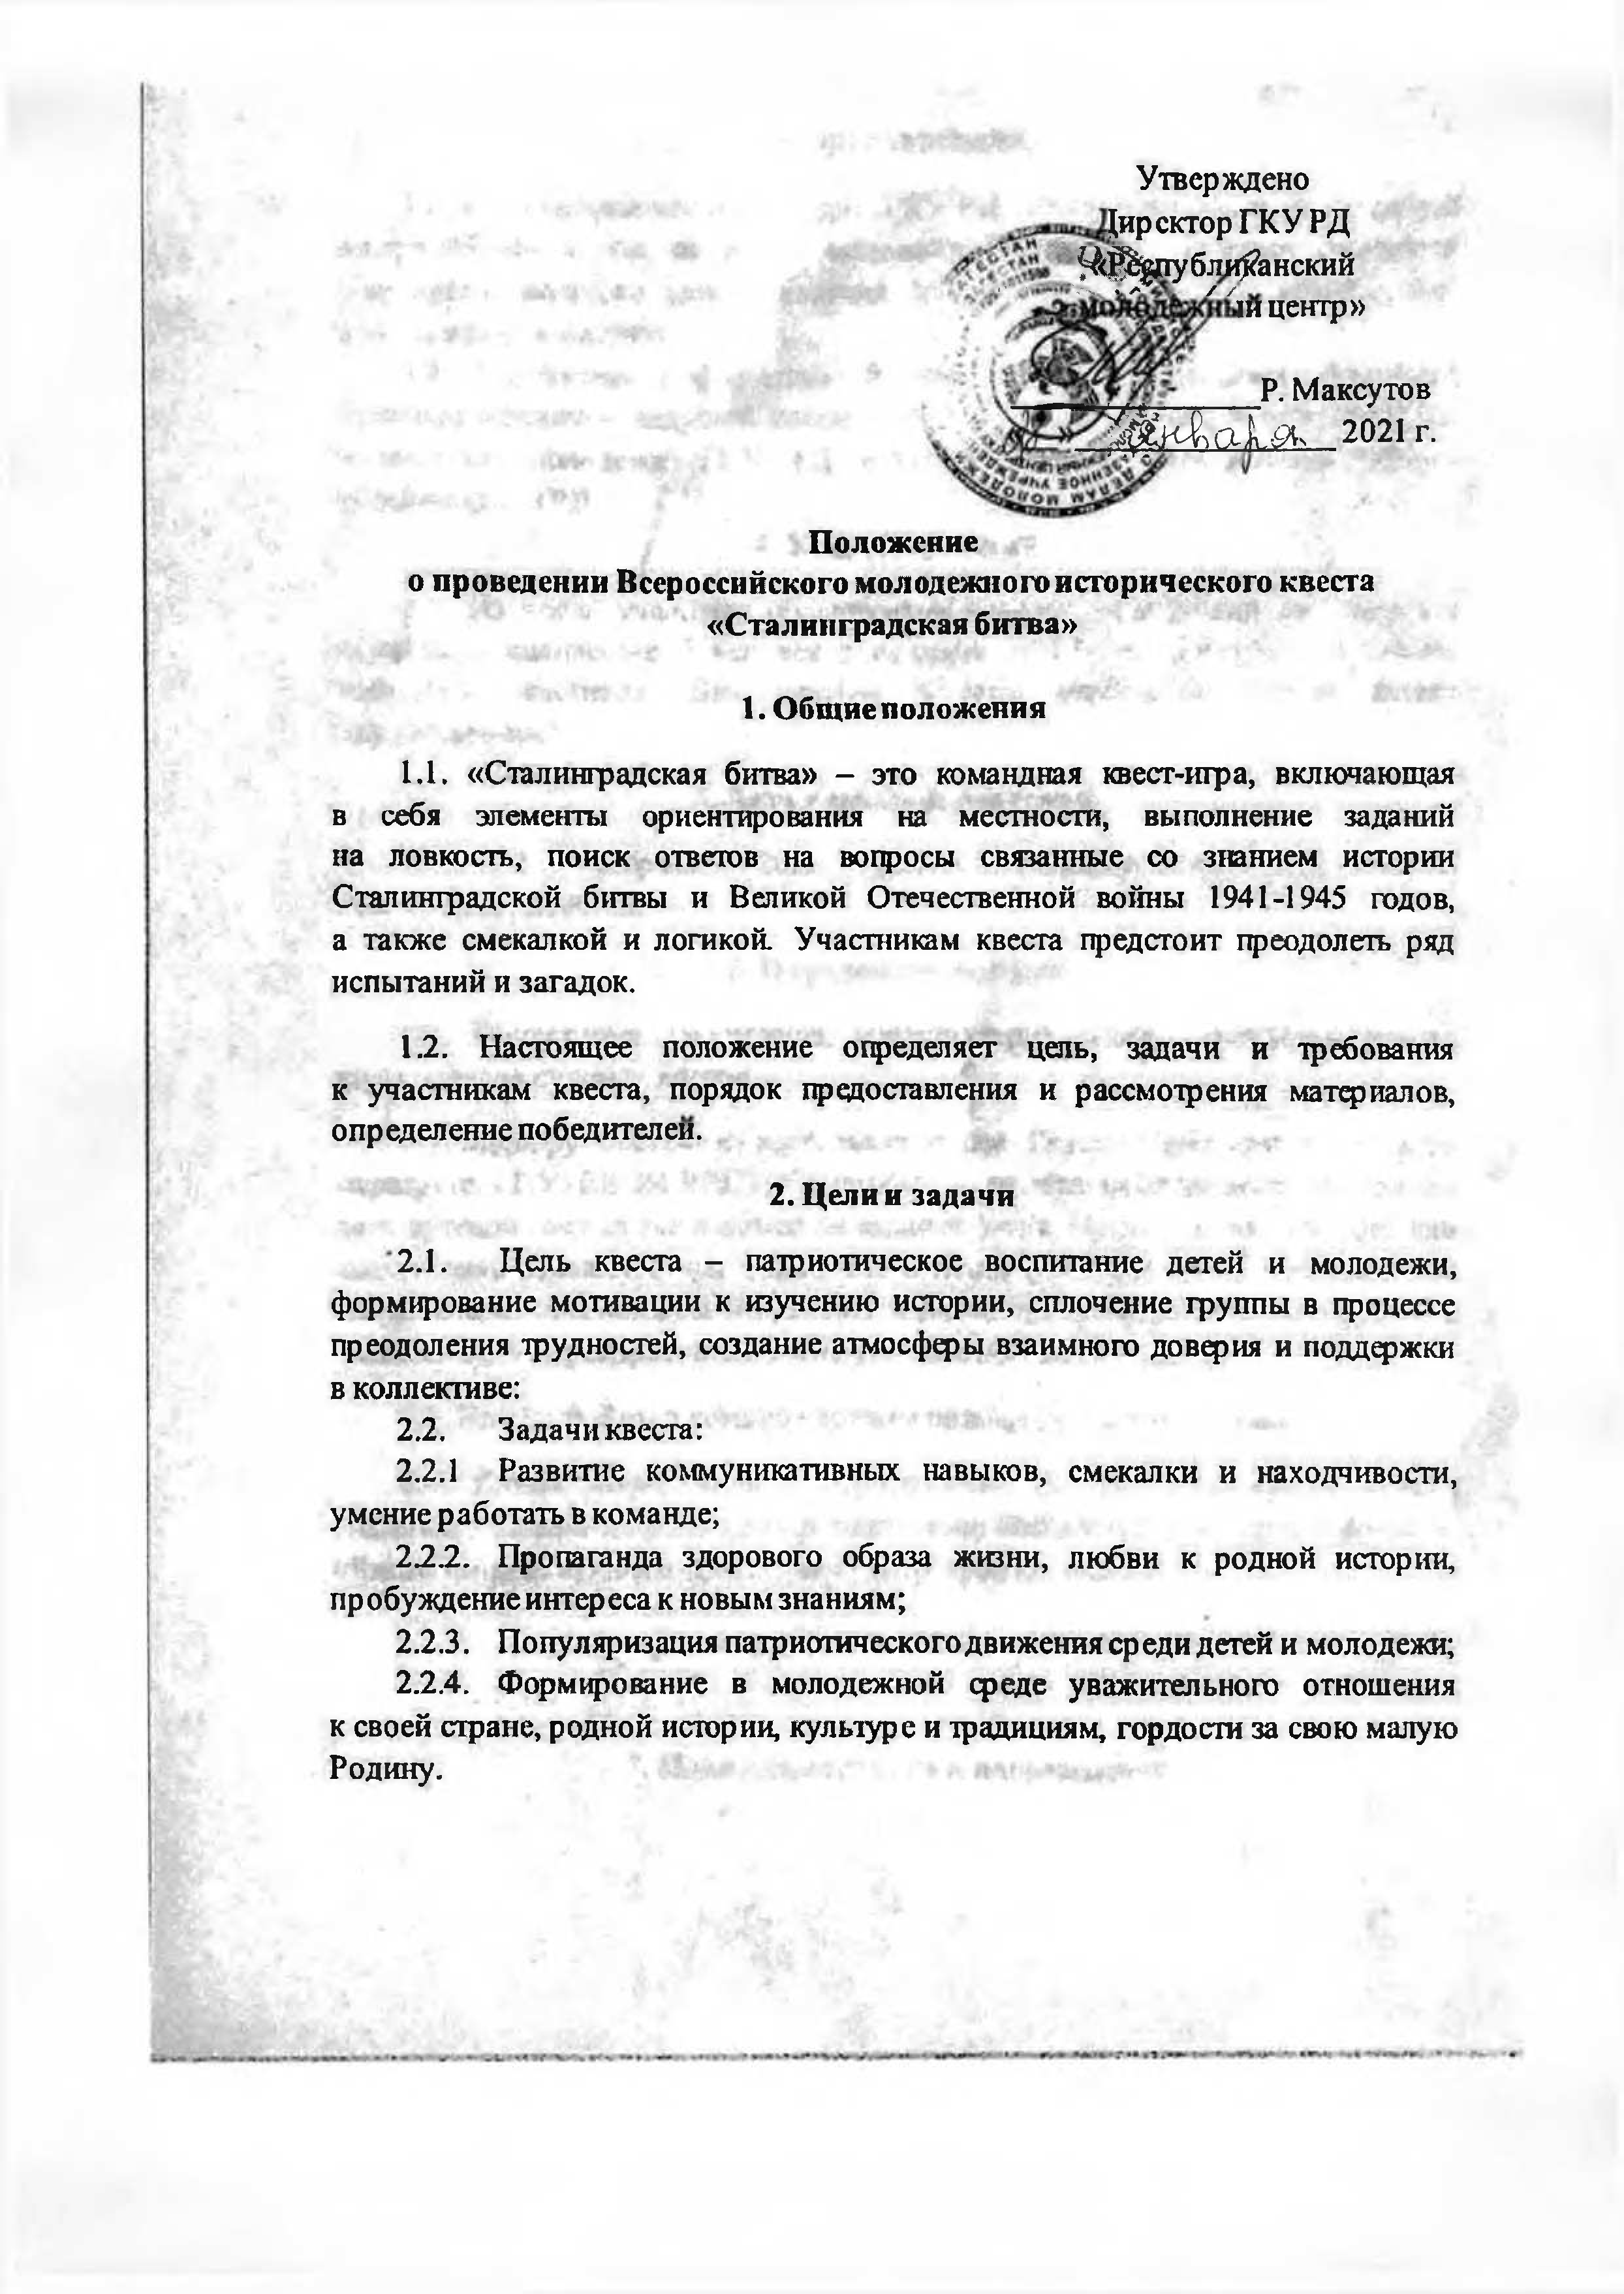 Утверждено
Директор ГКУ РД
«Республиканский
молодежный центр»
Р. Максутов
» января 2021 г.
Положение
о проведении Всероссийского молодежного исторического квеста
«Сталинградская битва»
1. Общие положения
1.1. «Сталинградская битва» – это командная квест-игра, включающая
в себя элементы ориентирования на местности, выполнение заданий
на ловкость, поиск ответов на вопросы связанные со знанием истории
Сталинградской битвы и Великой Отечественной войны 1941-1945 годов,
а также смекалкой и логикой. Участникам квеста предстоит преодолеть ряд
испытаний и загадок.
1.2. Настоящее положение определяет цель, задачи и требования
к участникам квеста, порядок предоставления и рассмотрения материалов,
определение победителей.
2. Цели и задачи
2.1. Цель квеста – патриотическое воспитание детей и молодежи,
формирование мотивации к изучению истории, сплочение группы в процессе
преодоления трудностей, создание атмосферы взаимного доверия и поддержки
в коллективе:
2.2. Задачи квеста:
2.2.1 Развитие коммуникативных навыков, смекалки и находчивости,
умение работать в команде;
2.2.2. Пропаганда здорового образа жизни, любви к родной истории,
пробуждение интереса к новым знаниям;
2.2.3. Популяризация патриотического движения среди детей и молодежи;
2.2.4. Формирование в молодежной среде уважительного отношения
к своей стране, родной истории, культуре и традициям, гордости за свою малую
Родину.